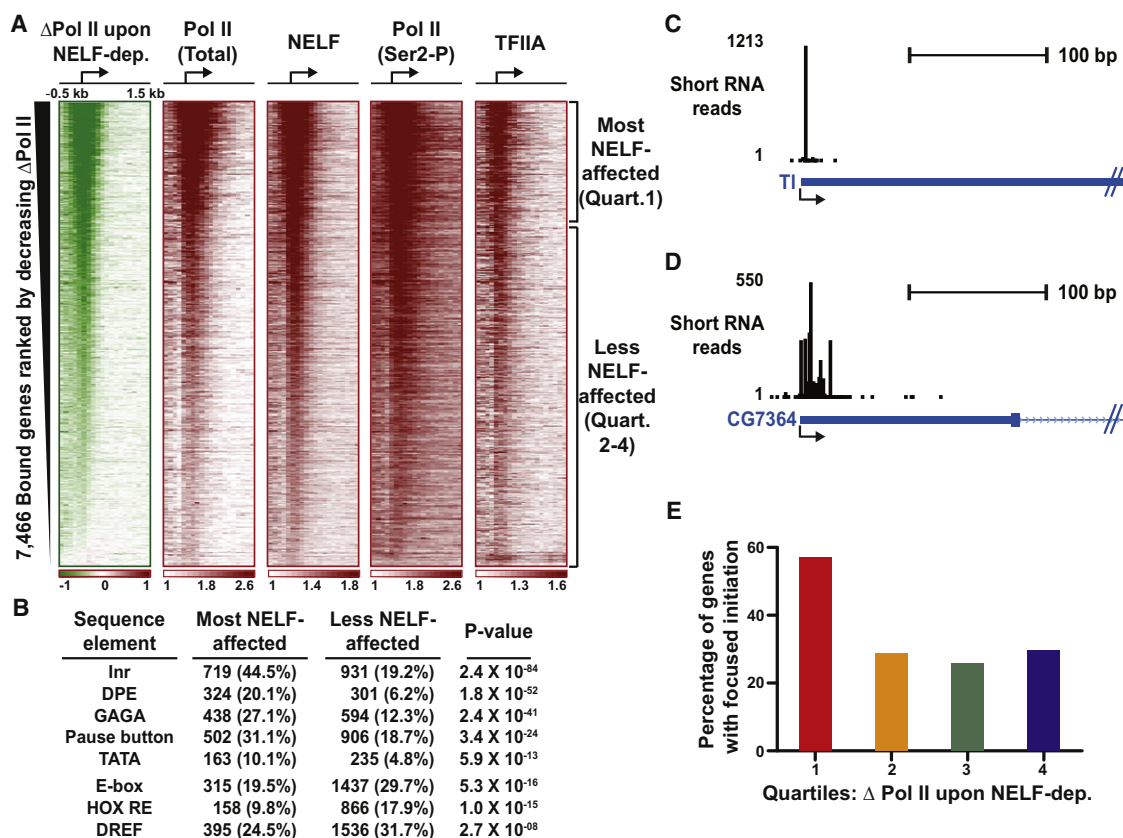 A
ΔPol II upon
NELF-dep.
Pol II
(Total)
NELF
Pol II
(Ser2-P)
TFIIA
-0.5 kb 1.5 kb
7,466 Bound genes ranked by decreasing ΔPol II
Most
NELF-
affected
(Quart.1)
Less
NELF-
affected
(Quart.
2-4)
-1 0 1
1 1.8 2.6
1 1.4 1.8
1 1.8 2.6
1 1.3 1.6
B
Sequence
element
Most NELF-
affected
Less NELF-
affected
P-value
Inr 719 (44.5%) 931 (19.2%) 2.4 X 10-84
DPE 324 (20.1%) 301 (6.2%) 1.8 X 10-52
GAGA 438 (27.1%) 594 (12.3%) 2.4 X 10-41
Pause button 502 (31.1%) 906 (18.7%) 3.4 X 10-24
TATA 163 (10.1%) 235 (4.8%) 5.9 X 10-13
E-box 315 (19.5%) 1437 (29.7%) 5.3 X 10-16
HOX RE 158 (9.8%) 866 (17.9%) 1.0 X 10-15
DREF 395 (24.5%) 1536 (31.7%) 2.7 X 10-08
C
1213
100 bp
Short RNA
reads
1
Tl
D
550
100 bp
Short RNA
reads
1
CG7364
E
Percentage of genes
with focused initiation
60
40
20
0
1 2 3 4
Quartiles: Δ Pol II upon NELF-dep.